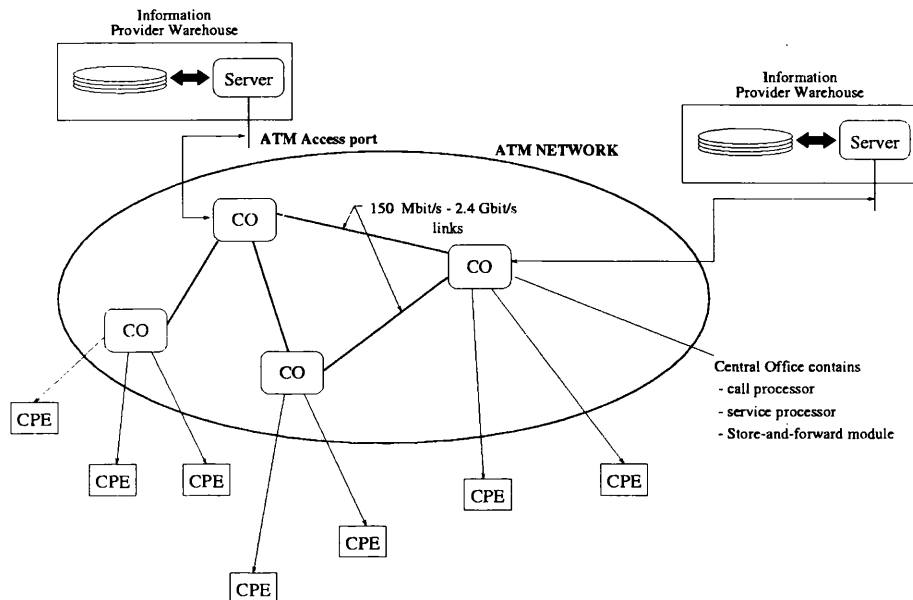 Information
Provider Warehouse
Server
Information
Provider Warehouse
Server
ATM Access port
ATM NETWORK
150 Mbit/s - 2.4 Gbit/s
links
CO
CO
CO
CO
Central Office contains
- call processor
- service processor
- Store-and-forward module
CPE
CPE
CPE
CPE
CPE
CPE
CPE